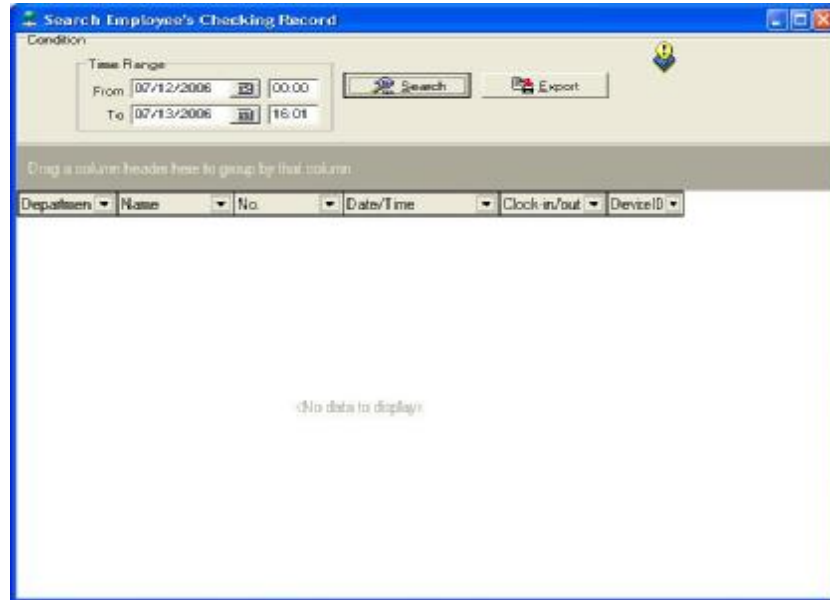 Search Employee's Checking Record
Condition
Time Range
From 07/12/2006 00:00
To 07/13/2006 16:01
Search Export
Drag a column header here to group by that column
Departmen Name No. Date/Time Clock-in/out DeviceID
<No data to display>